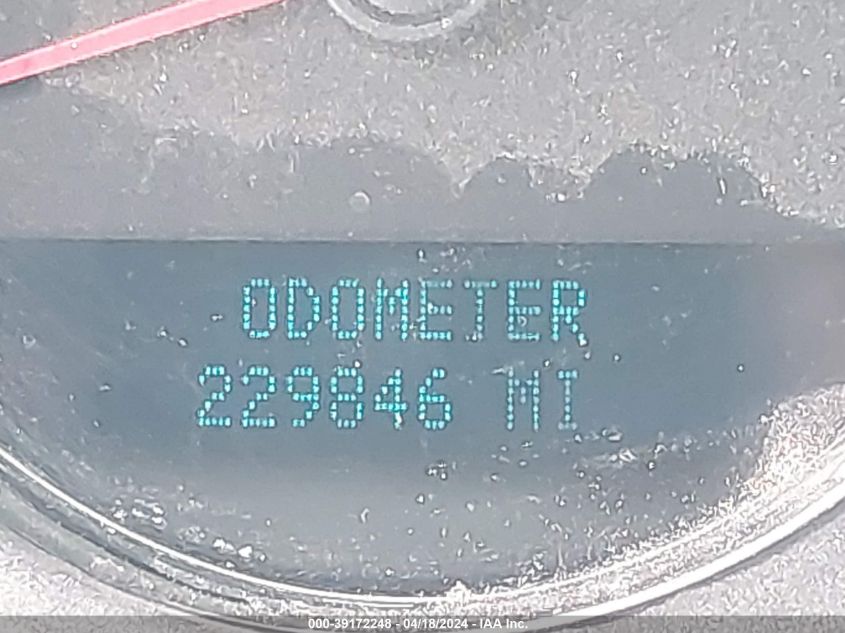 ODOMETER
229846 MI
000-39172248 - 04/18/2024 - IAA Inc.